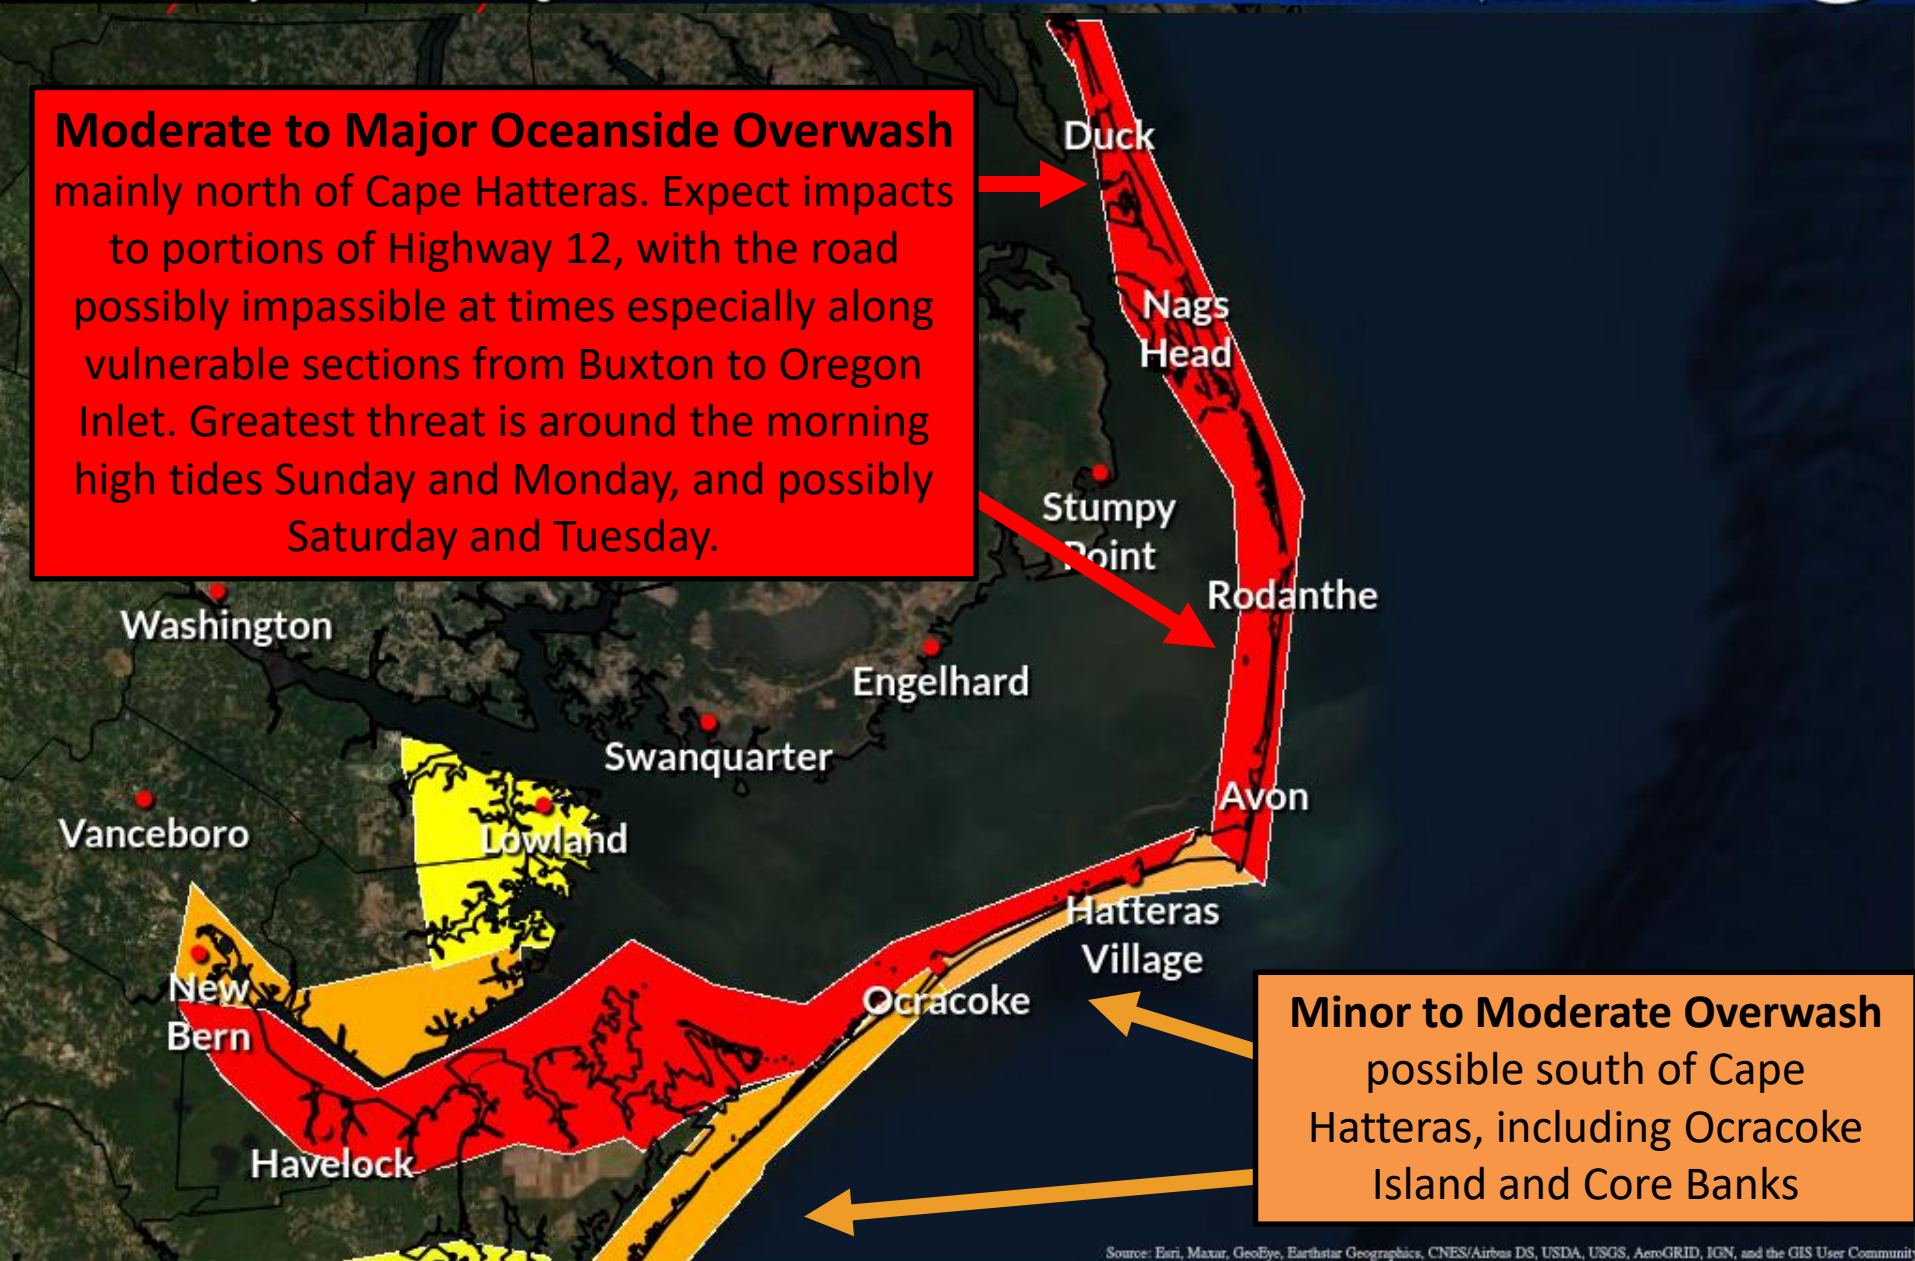 Moderate to Major Oceanside Overwash
mainly north of Cape Hatteras. Expect impacts
to portions of Highway 12, with the road
possibly impassible at times especially along
vulnerable sections from Buxton to Oregon
Inlet. Greatest threat is around the morning
high tides Sunday and Monday, and possibly
Saturday and Tuesday.
Duck
Nags
Head
Stumpy
Point
Rodanthe
Washington
Engelhard
Swanquarter
Avon
Vanceboro
Lowland
Hatteras
Village
New
Bern
Ocracoke
Havelock
Minor to Moderate Overwash
possible south of Cape
Hatteras, including Ocracoke
Island and Core Banks
Source: Esri, Maxar, GeoEye, Earthstar Geographics, CNES/Airbus DS, USDA, USGS, AeroGRID, IGN, and the GIS User Communit